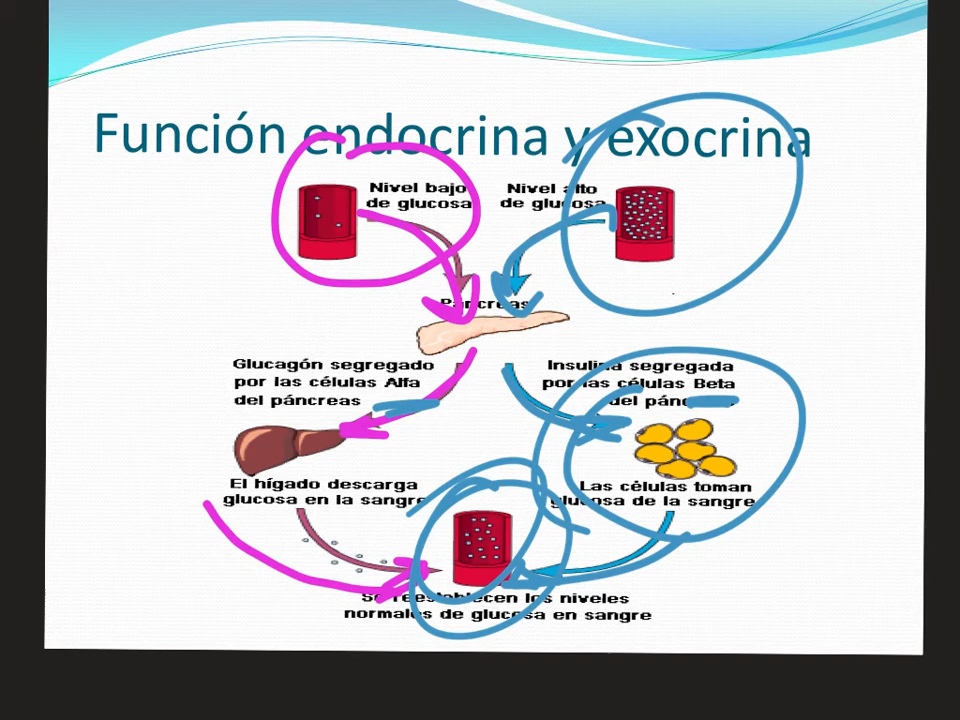 Función endocrina y exocrina
Nivel bajo
de glucosa
Nivel alto
de glucosa
Páncreas
Glucagón segregado
por las células Alfa
del páncreas
Insulina segregada
por las células Beta
del páncreas
El hígado descarga
glucosa en la sangre
Las células toman
glucosa de la sangre
Se reestablecen los niveles
normales de glucosa en sangre